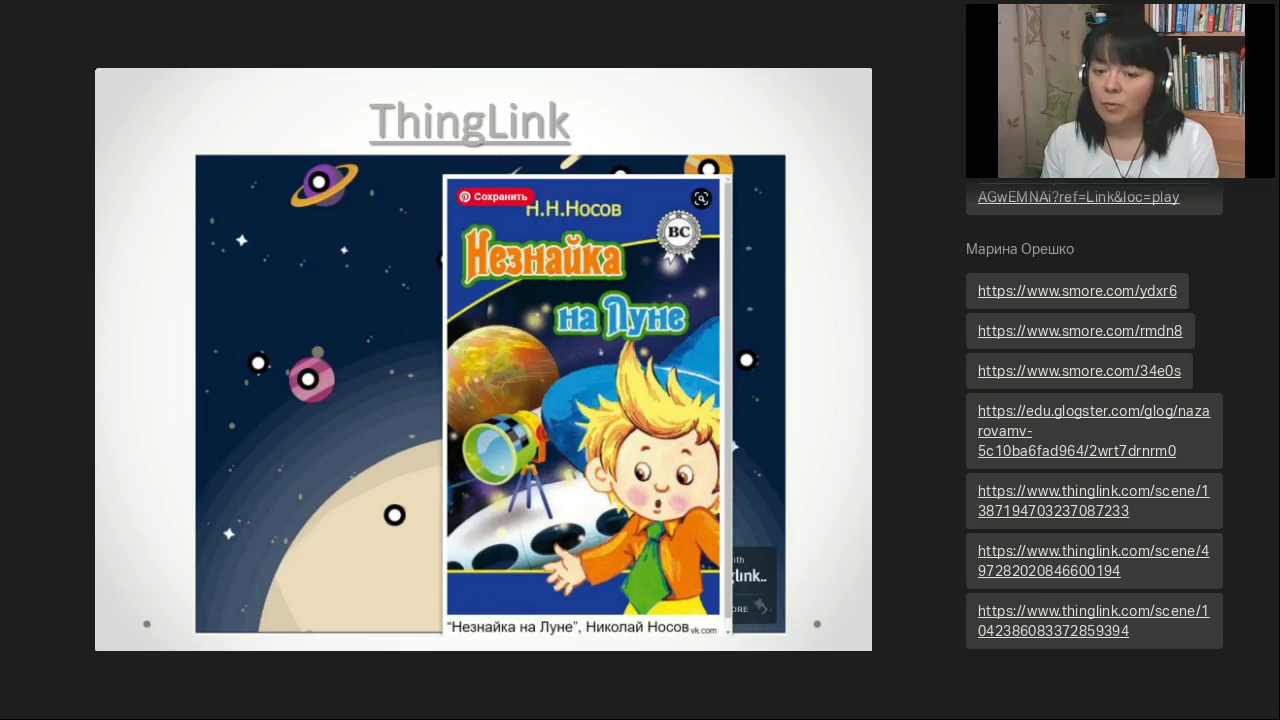 ThingLink
Сохранить
Н.Н.Носов
ВС
Незнайка
на Луне
ith
glink..
ORE
"Незнайка на Луне", Николай Носов
vk.com
AGwEMNAi?ref=Link&loc=play
Марина Орешко
https://www.smore.com/ydxr6
https://www.smore.com/rmdn8
https://www.smore.com/34e0s
https://edu.glogster.com/glog/naza
rovamv-
5c10ba6fad964/2wrt7drnrm0
https://www.thinglink.com/scene/1
387194703237087233
https://www.thinglink.com/scene/4
97282020846600194
https://www.thinglink.com/scene/1
042386083372859394